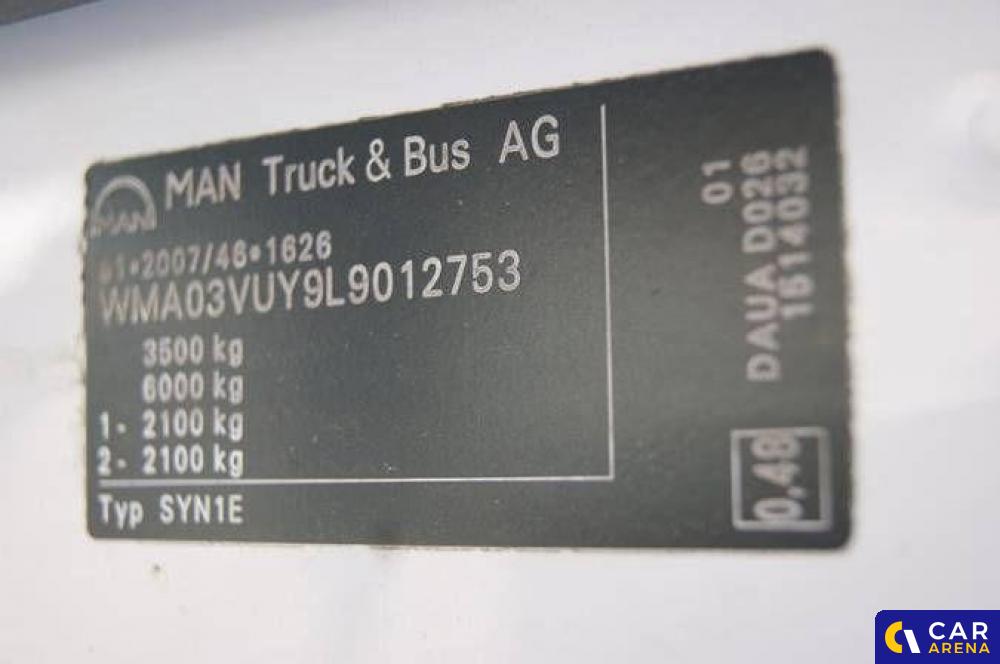 MAN
MAN Truck & Bus AG
e1*2007/46*1626
WMA03VUY9L9012753
3500 kg
6000 kg
1- 2100 kg
2- 2100 kg
Typ SYN1E
01
DAUA D026
1514032
0,48
CAR
ARENA